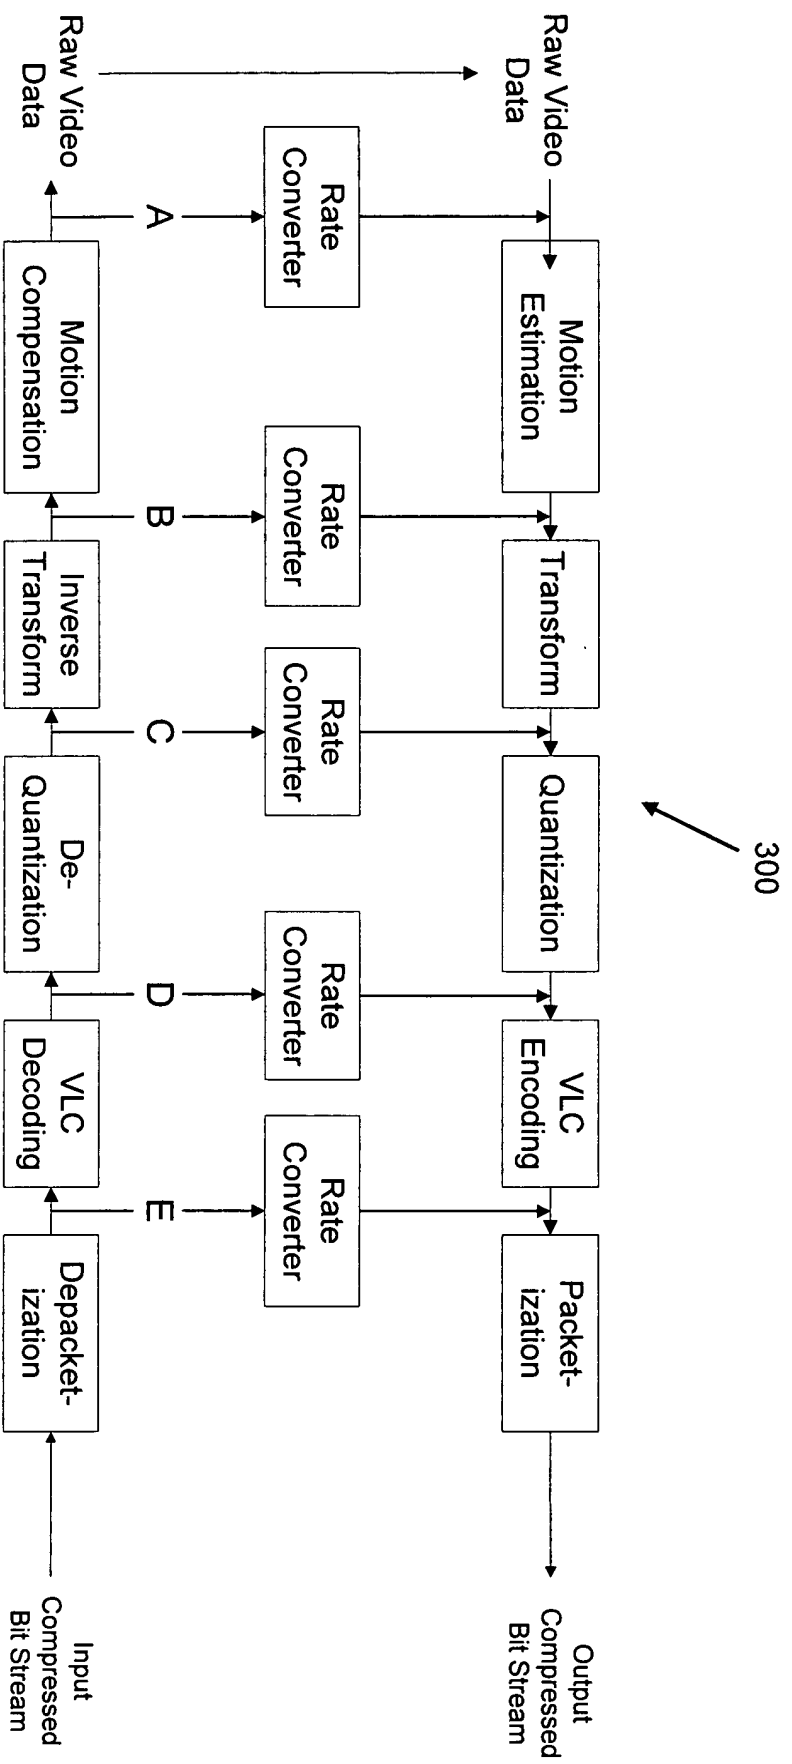 300
Raw Video
Data
Motion
Estimation
Transform
Quantization
VLC
Encoding
Packet-
ization
Output
Compressed
Bit Stream
Rate
Converter
Rate
Converter
Rate
Converter
Rate
Converter
Rate
Converter
A
B
C
D
E
Raw Video
Data
Motion
Compensation
Inverse
Transform
De-
Quantization
VLC
Decoding
Depacket-
ization
Input
Compressed
Bit Stream